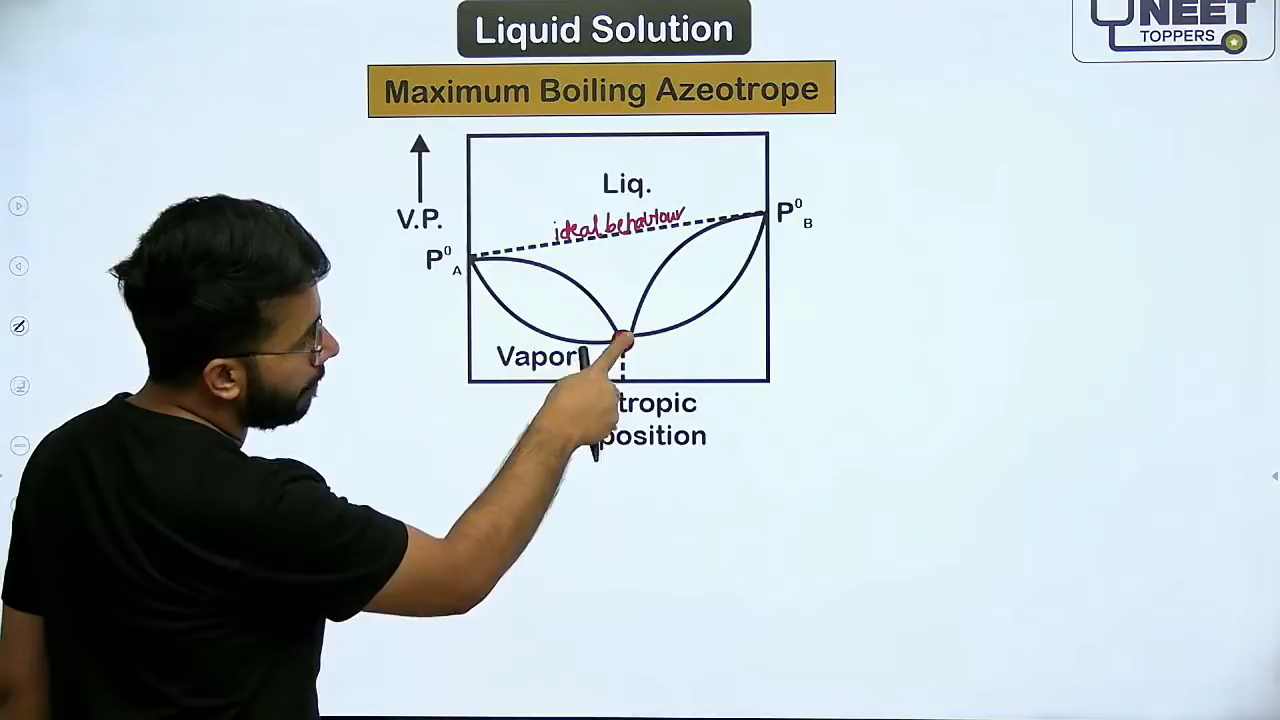 Liquid Solution
NEET
TOPPERS
Maximum Boiling Azeotrope
Liq.
V.P.
ideal behaviour
P⁰B
P⁰A
Vapor
tropic
position